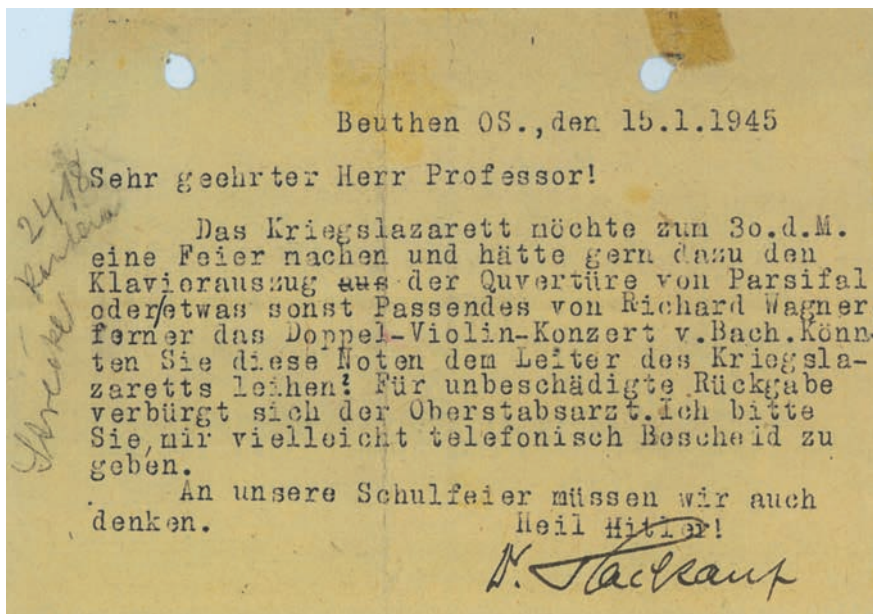 Beuthen OS.,den 15.1.1945
Sehr geehrter Herr Professor!
Das Kriegslazarett möchte zum 3o.d.M.
eine Feier machen und hätte gern dazu den
Klavierauszug aus der Quvertüre von Parsifal
oder/etwas sonst Passendes von Richard Wagner
ferner das Doppel-Violin-Konzert v.Bach.Könn-
ten Sie diese Noten dem Leiter des Kriegsla-
zaretts leihen? Für unbeschädigte Rückgabe
verbürgt sich der Oberstabsarzt.Ich bitte
Sie,mir vielleicht telefonisch Bescheid zu
geben.
An unsere Schulfeier müssen wir auch
denken.
Heil Hitler!
Dr.
2418